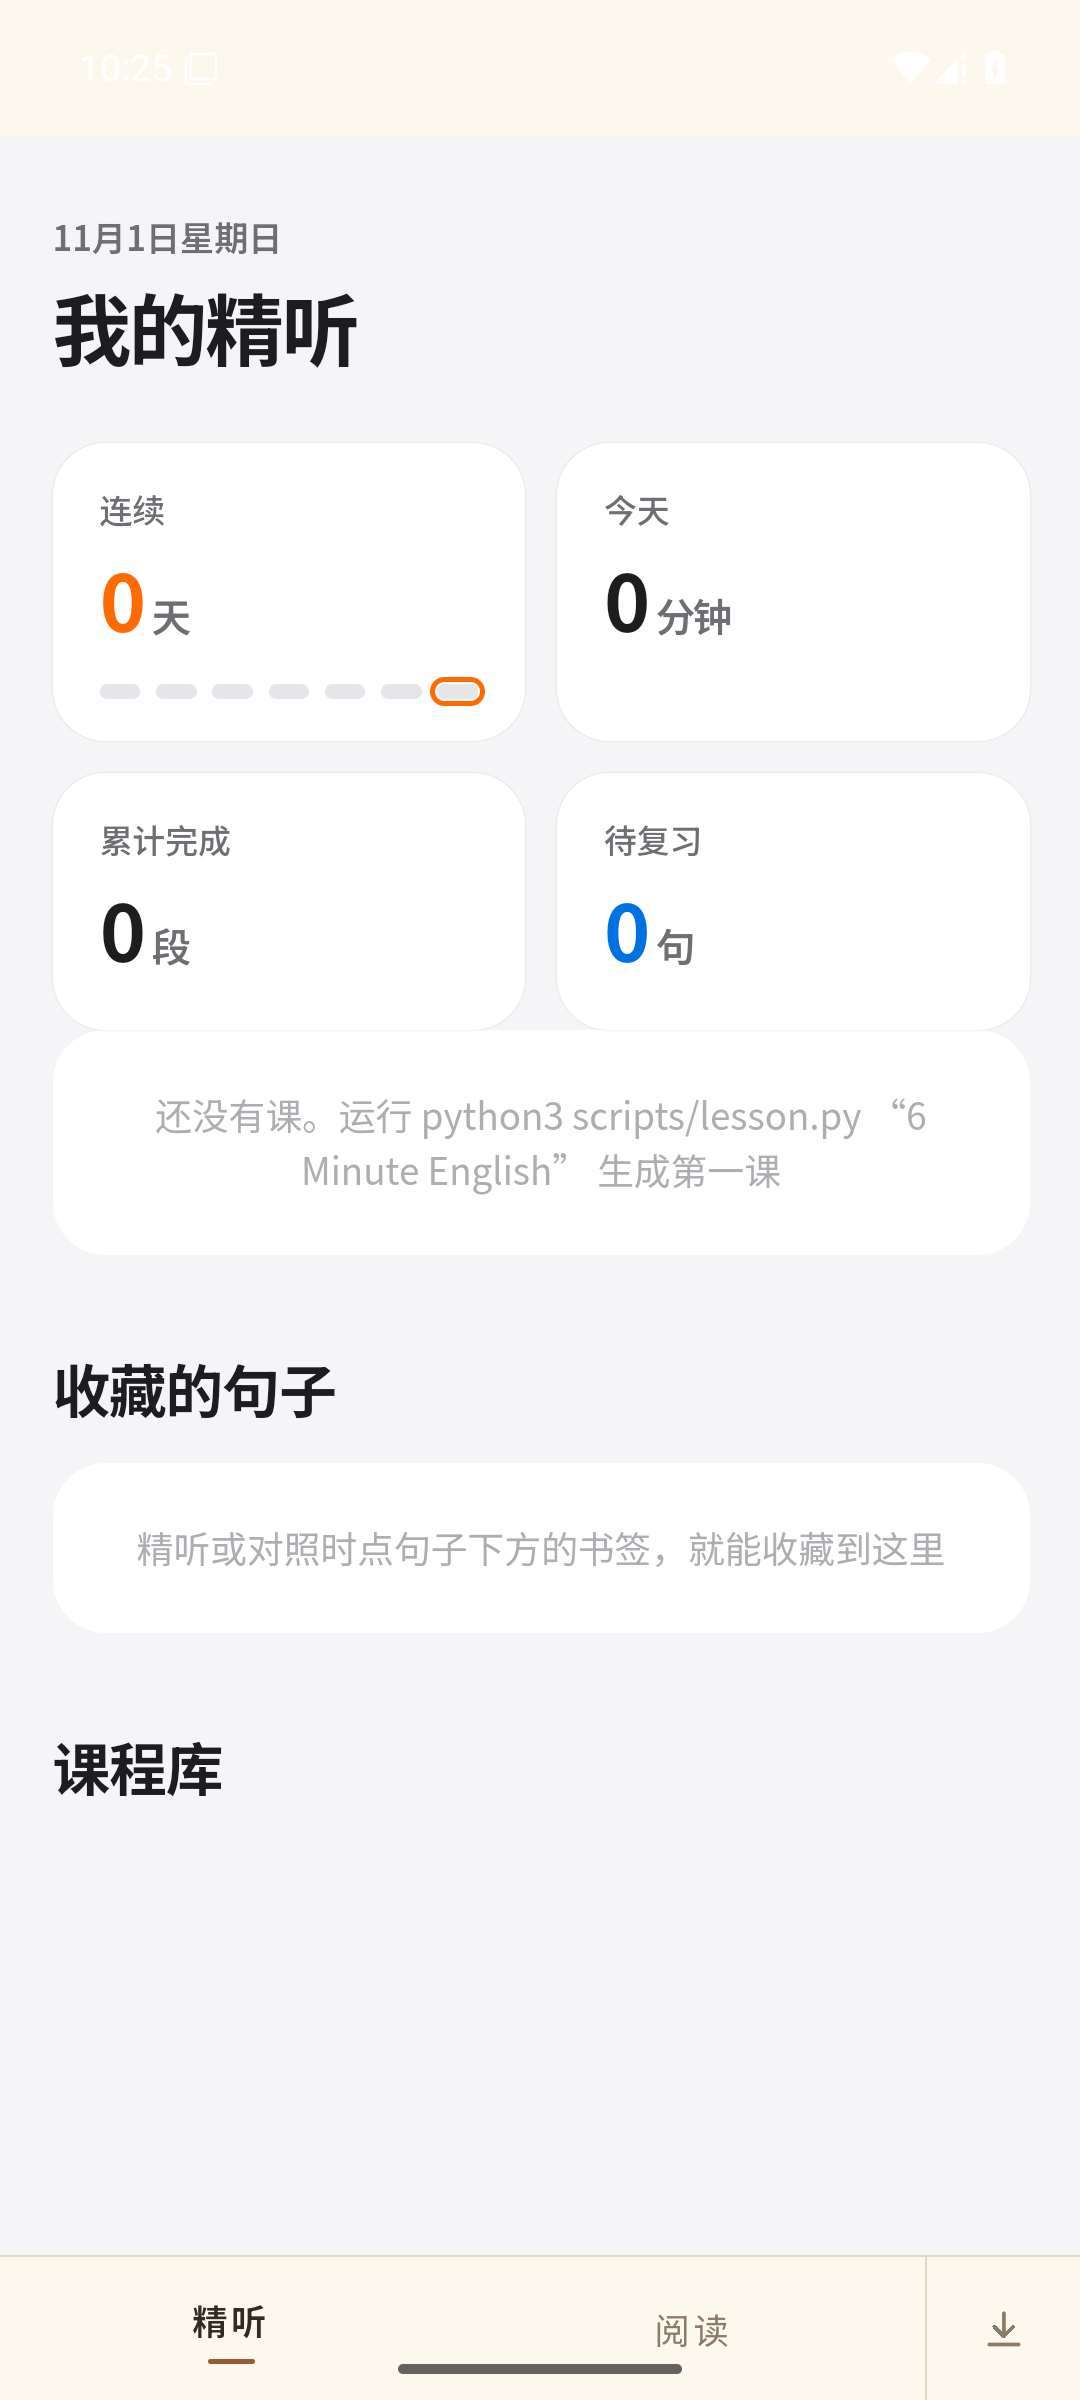 10:25
11月1日星期日
我的精听
连续
0天
今天
0分钟
累计完成
0段
待复习
0句
还没有课。运行 python3 scripts/lesson.py “6
Minute English” 生成第一课
收藏的句子
精听或对照时点句子下方的书签，就能收藏到这里
课程库
精听
阅读